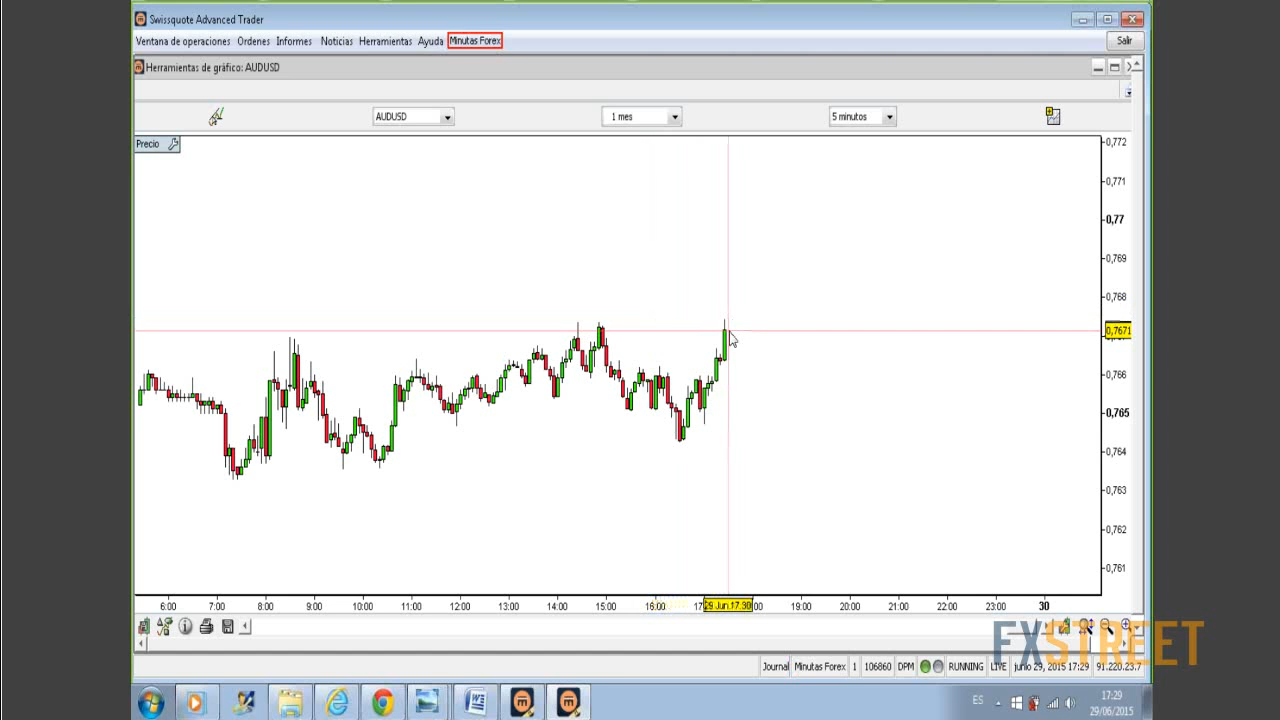 Swissquote Advanced Trader
Ventana de operaciones Ordenes Informes Noticias Herramientas Ayuda Minutas Forex Salir
Herramientas de gráfico: AUDUSD
AUDUSD 1 mes 5 minutos
Precio
0,772
0,771
0,77
0,769
0,768
0,7671
0,766
0,765
0,764
0,763
0,762
0,761
6:00 7:00 8:00 9:00 10:00 11:00 12:00 13:00 14:00 15:00 16:00 29 Jun. 17:30 19:00 20:00 21:00 22:00 23:00 30
FXSTREET
Journal Minutas Forex 1 106860 DPM RUNNING LIVE junio 29, 2015 17:29 91.220.23.7
ES 17:29
29/06/2015